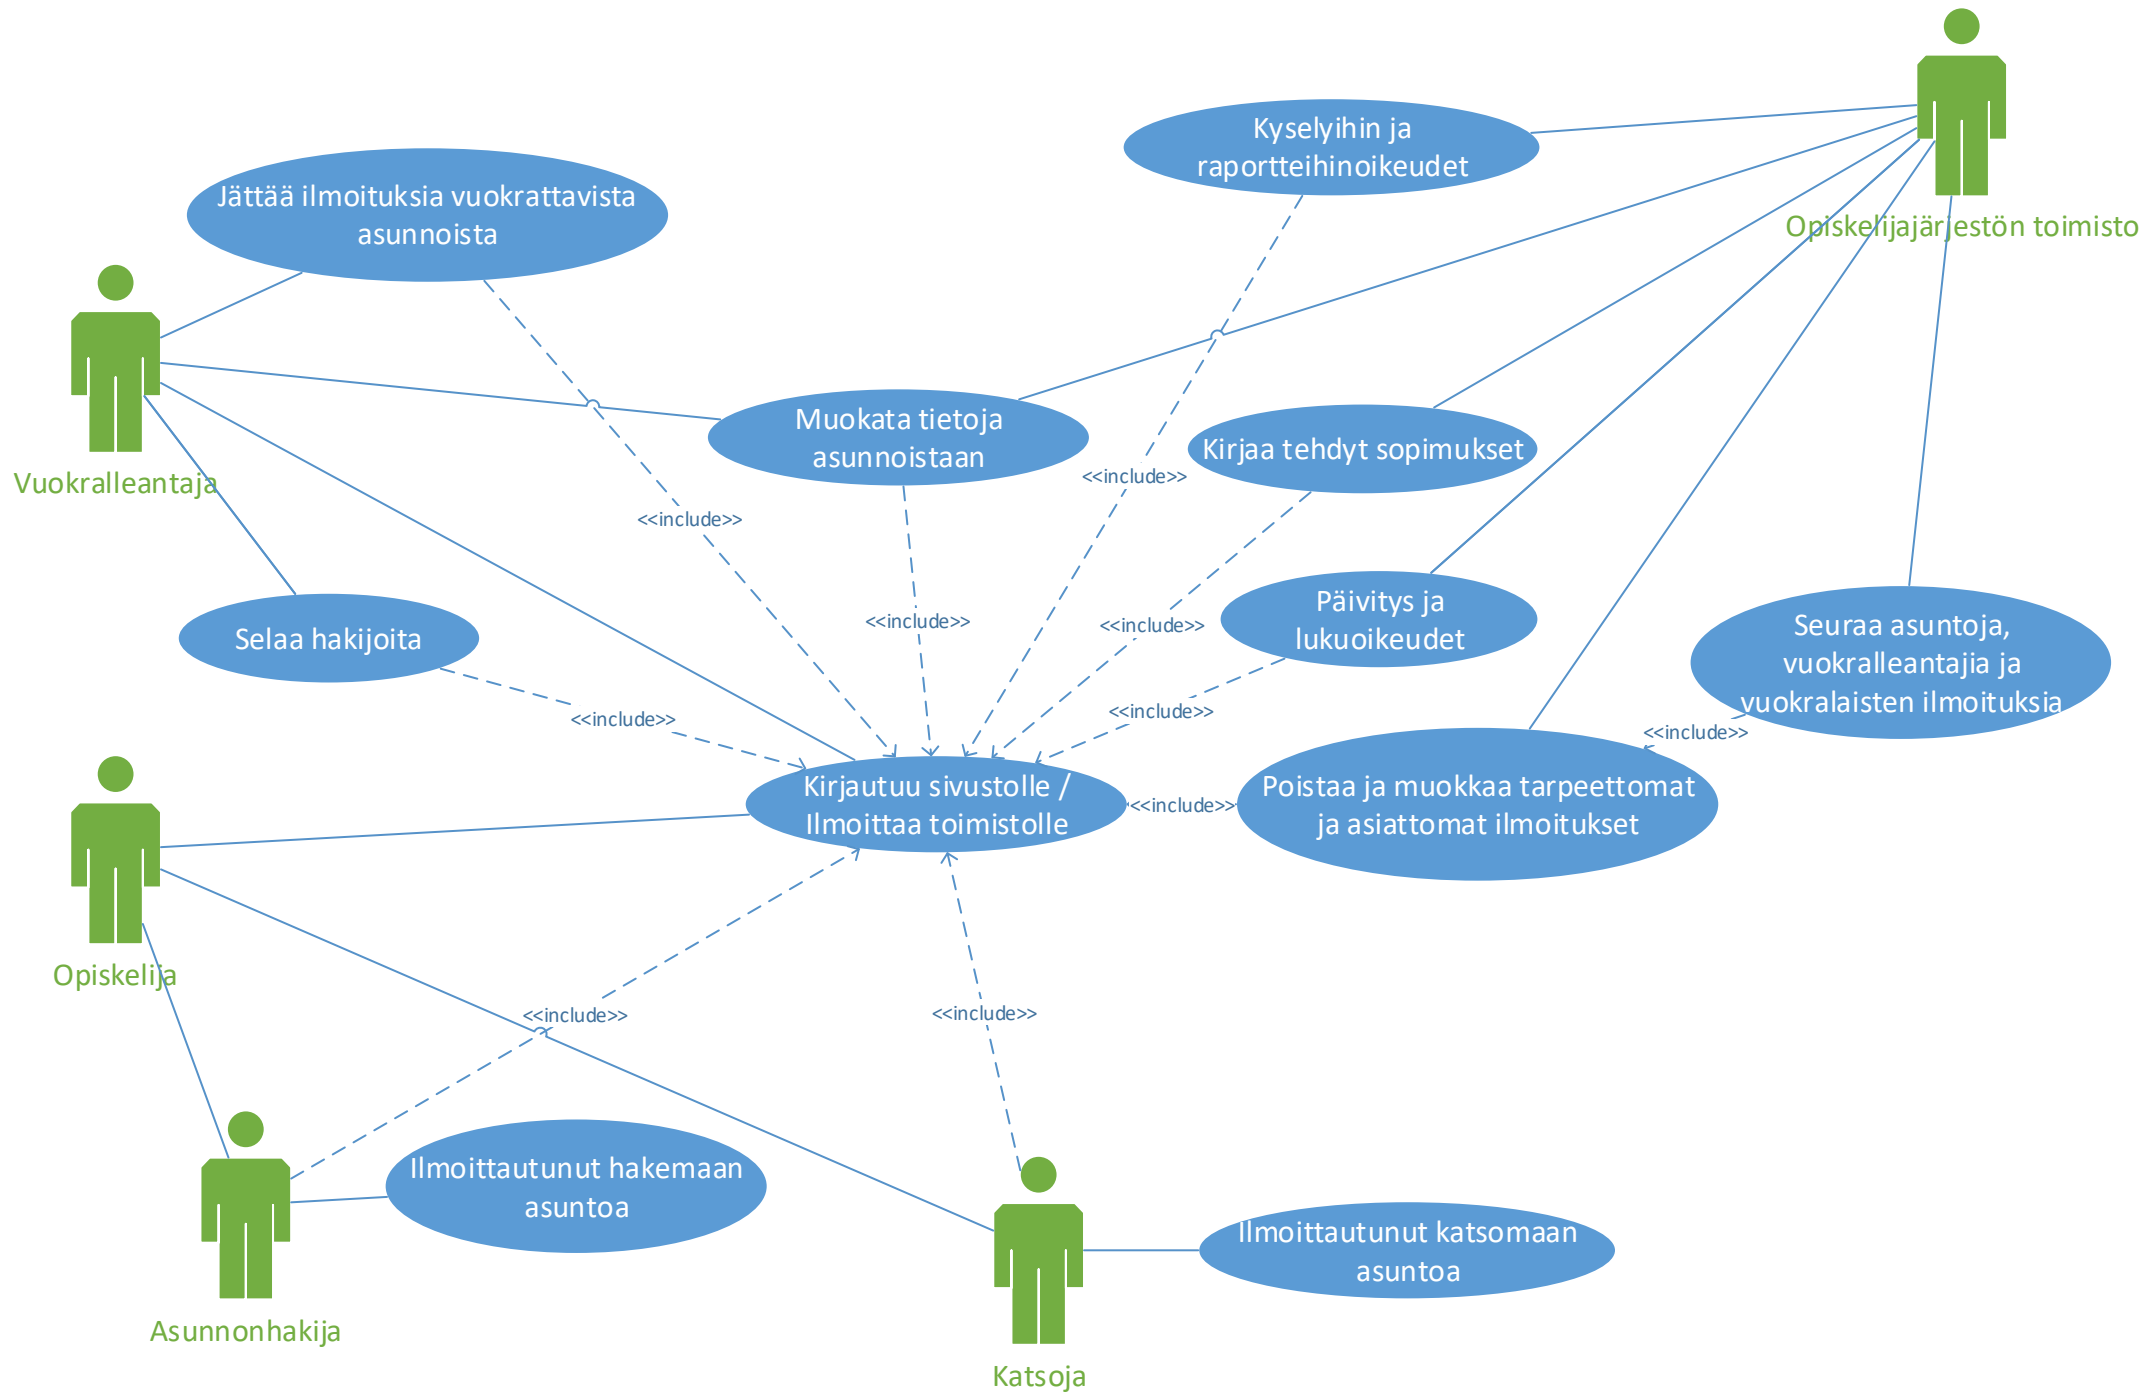 Kyselyihin ja
raportteihinoikeudet
Opiskelijajärjestön toimisto
Jättää ilmoituksia vuokrattavista
asunnoista
Vuokralleantaja
Muokata tietoja
asunnoistaan
Kirjaa tehdyt sopimukset
<<include>>
<<include>>
<<include>>
<<include>>
Päivitys ja
lukuoikeudet
Selaa hakijoita
Seuraa asuntoja,
vuokralleantajia ja
vuokralaisten ilmoituksia
<<include>>
<<include>>
<<include>>
Kirjautuu sivustolle /
Ilmoittaa toimistolle
<<include>>
Poistaa ja muokkaa tarpeettomat
ja asiattomat ilmoitukset
Opiskelija
<<include>>
<<include>>
Ilmoittautunut hakemaan
asuntoa
Asunnonhakija
Ilmoittautunut katsomaan
asuntoa
Katsoja